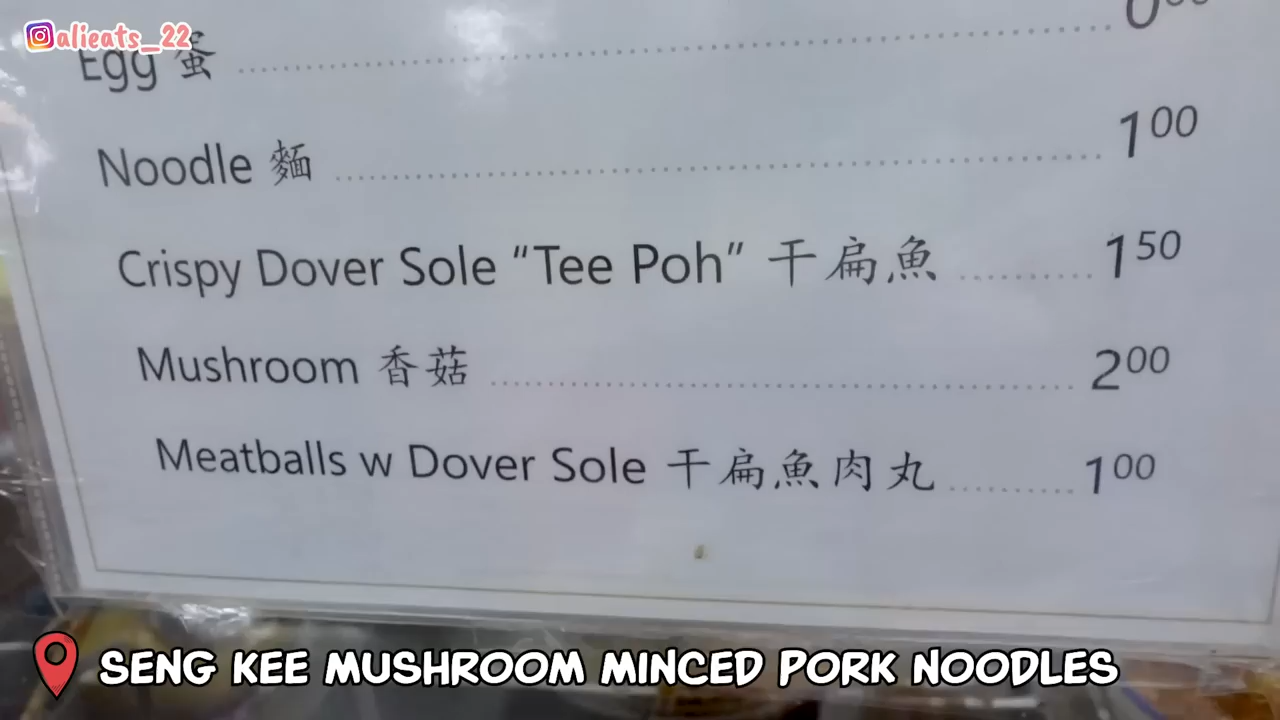 alieats_22
Egg 蛋
Noodle 麵 1 00
Crispy Dover Sole "Tee Poh" 干扁魚 1 50
Mushroom 香菇 2 00
Meatballs w Dover Sole 干扁魚肉丸 1 00
SENG KEE MUSHROOM MINCED PORK NOODLES